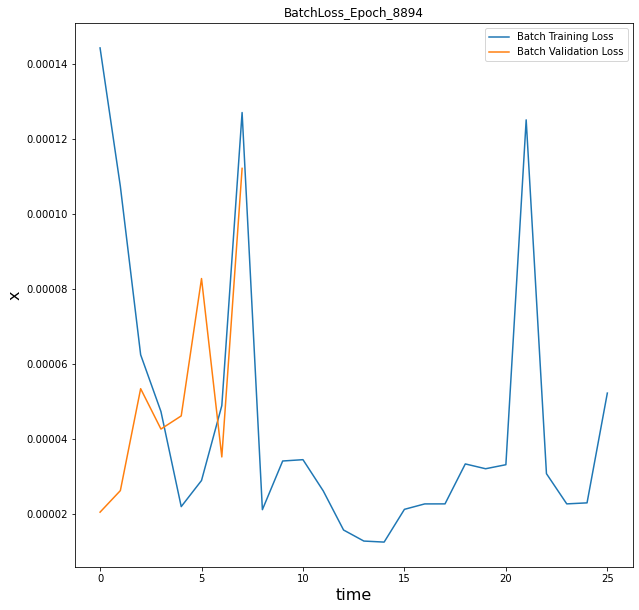 BatchLoss_Epoch_8894
Batch Training Loss
Batch Validation Loss
0.00014
0.00012
0.00010
0.00008
0.00006
0.00004
0.00002
x
0 5 10 15 20 25
time